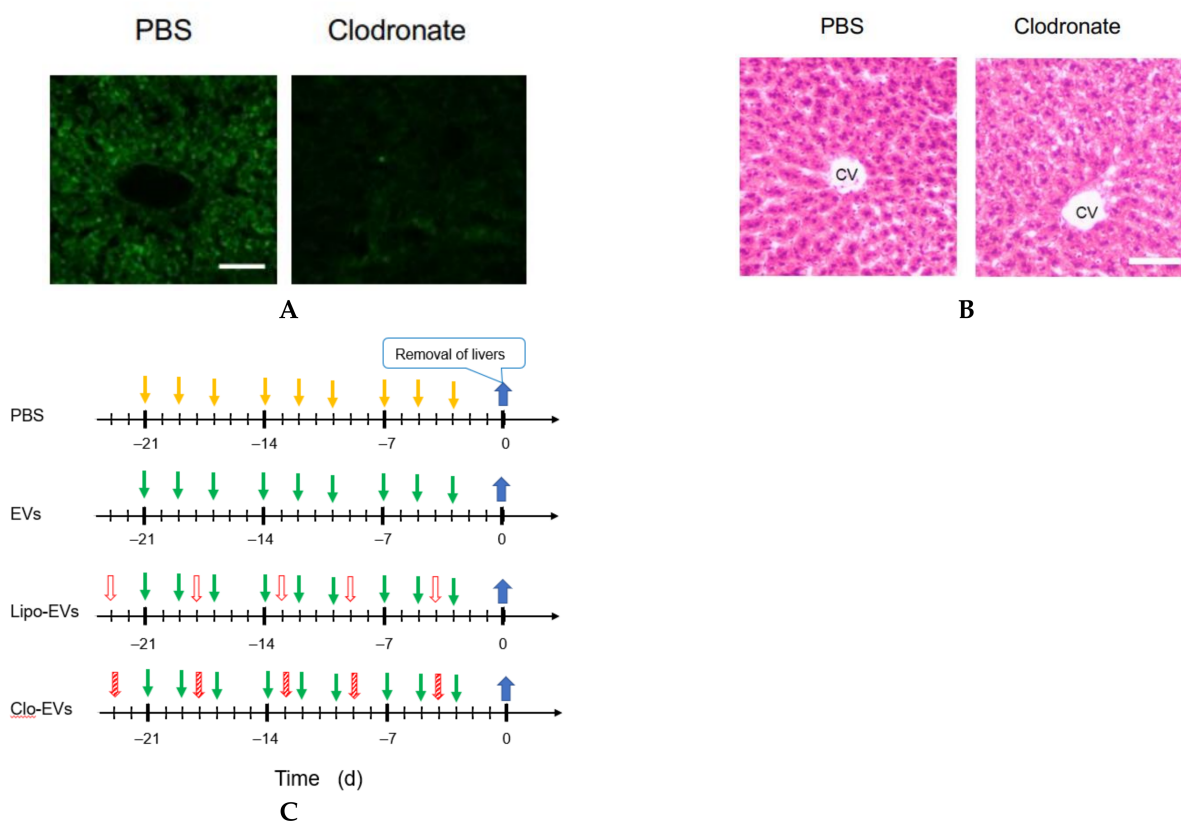 PBS Clodronate
PBS Clodronate
CV
CV
A
B
Removal of livers
PBS
–21 –14 –7 0
EVs
–21 –14 –7 0
Lipo-EVs
–21 –14 –7 0
Clo-EVs
–21 –14 –7 0
Time (d)
C